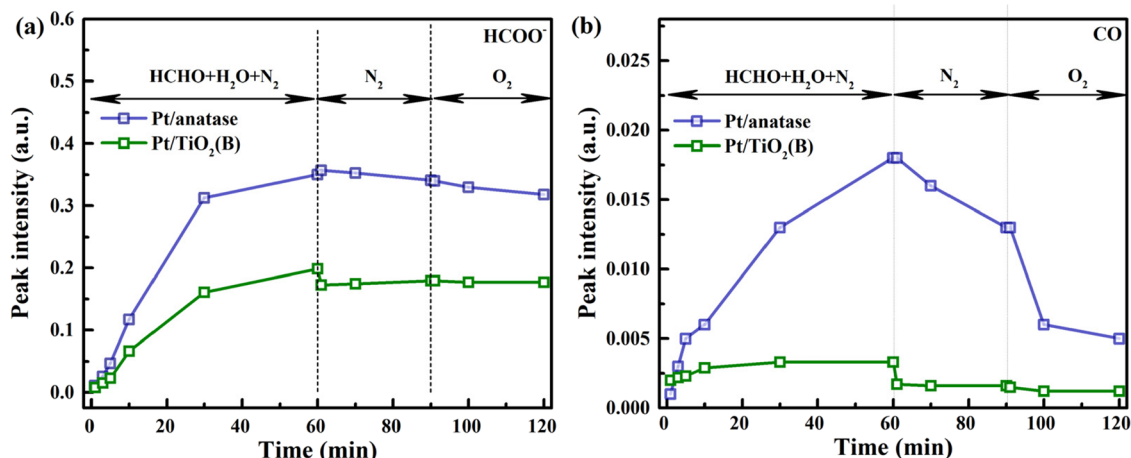 (a)
HCOO⁻
HCHO+H₂O+N₂
N₂
O₂
Pt/anatase
Pt/TiO₂(B)
Peak intensity (a.u.)
0.6
0.5
0.4
0.3
0.2
0.1
0.0
0 20 40 60 80 100 120
Time (min)
(b)
CO
HCHO+H₂O+N₂
N₂
O₂
Pt/anatase
Pt/TiO₂(B)
Peak intensity (a.u.)
0.025
0.020
0.015
0.010
0.005
0.000
0 20 40 60 80 100 120
Time (min)